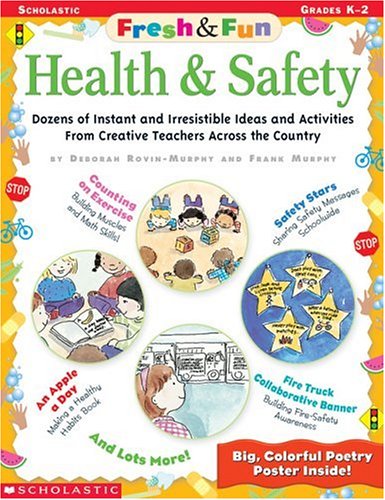 SCHOLASTIC
GRADES K–2
Fresh & Fun
Health & Safety
Dozens of Instant and Irresistible Ideas and Activities
From Creative Teachers Across the Country
BY DEBORAH ROVIN-MURPHY AND FRANK MURPHY
STOP
Counting
on Exercise
Building Muscles
and Math Skills!
Safety Stars
Sharing Safety Messages
Schoolwide
STOP
An Apple
a Day
Making a Healthy
Habits Book
And Lots More!
Fire Truck
Collaborative Banner
Building Fire-Safety
Awareness
Big, Colorful Poetry
Poster Inside!
SCHOLASTIC